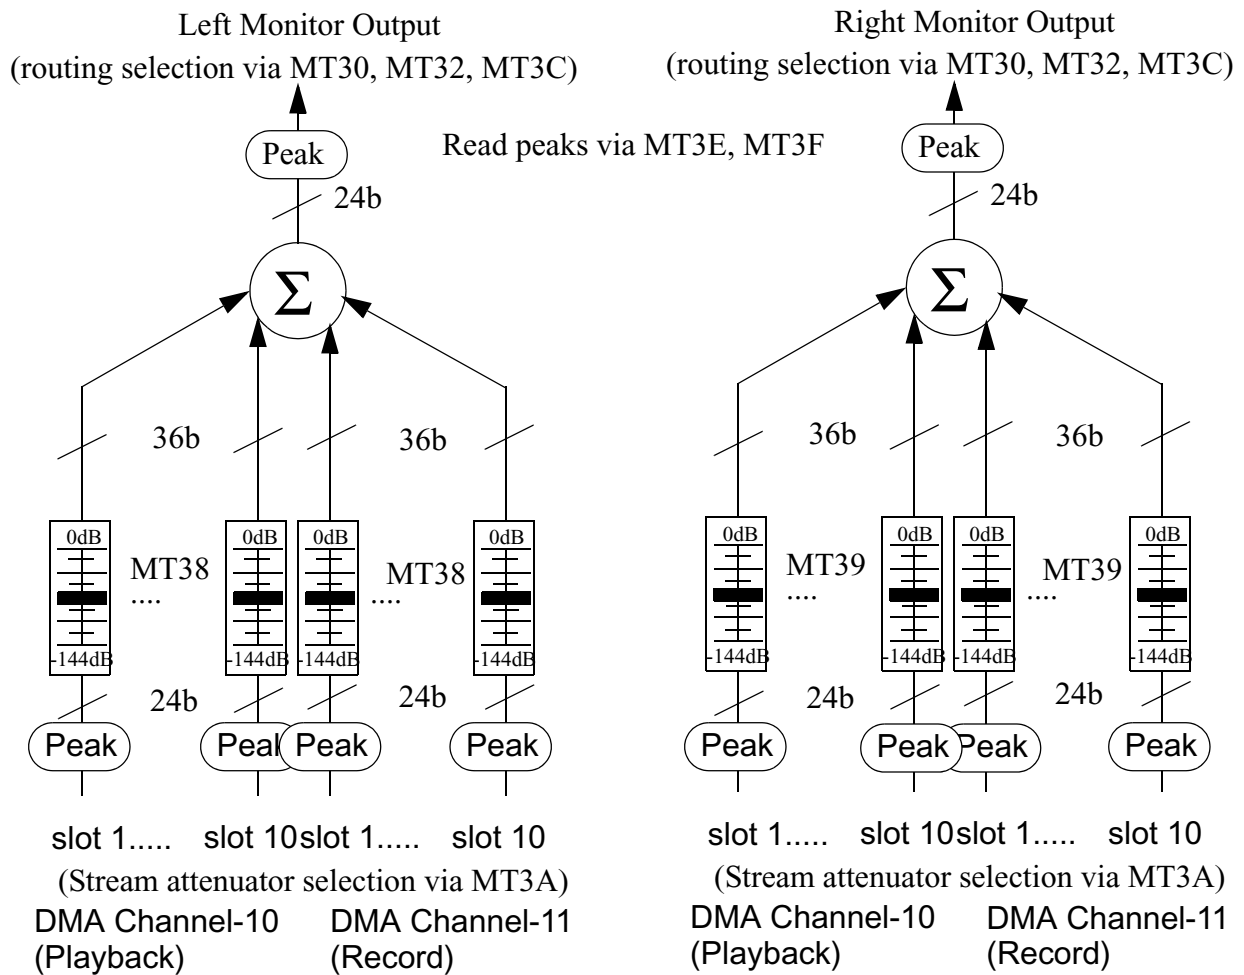 Left Monitor Output
(routing selection via MT30, MT32, MT3C)
Right Monitor Output
(routing selection via MT30, MT32, MT3C)
Peak
Read peaks via MT3E, MT3F
Peak
24b
24b
Σ
Σ
36b
36b
36b
36b
0dB
0dB
0dB
0dB
0dB
0dB
0dB
0dB
MT38
MT38
MT39
MT39
....
....
....
....
-144dB
-144dB
-144dB
-144dB
-144dB
-144dB
-144dB
-144dB
24b
24b
24b
24b
Peak
Peak
Peak
Peak
Peak
Peak
Peak
Peak
slot 1..... slot 10 slot 1..... slot 10
slot 1..... slot 10 slot 1..... slot 10
(Stream attenuator selection via MT3A)
(Stream attenuator selection via MT3A)
DMA Channel-10
(Playback)
DMA Channel-11
(Record)
DMA Channel-10
(Playback)
DMA Channel-11
(Record)